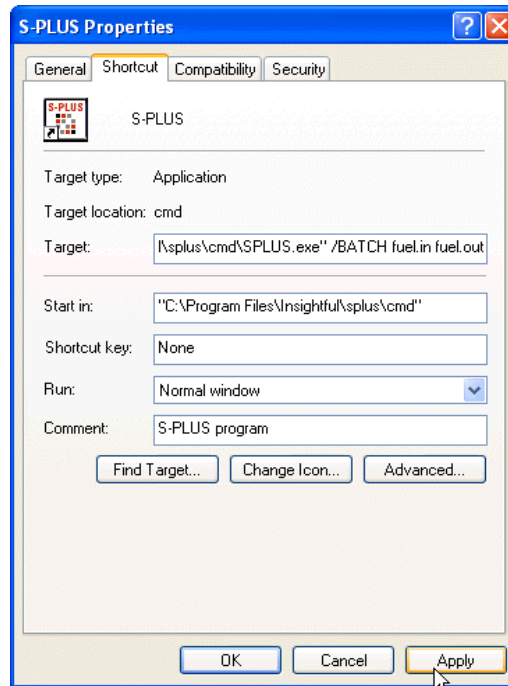 S-PLUS Properties
General Shortcut Compatibility Security
S-PLUS
S-PLUS
Target type: Application
Target location: cmd
Target: l\splus\cmd\SPLUS.exe" /BATCH fuel.in fuel.out
Start in: "C:\Program Files\Insightful\splus\cmd"
Shortcut key: None
Run: Normal window
Comment: S-PLUS program
Find Target... Change Icon... Advanced...
OK Cancel Apply